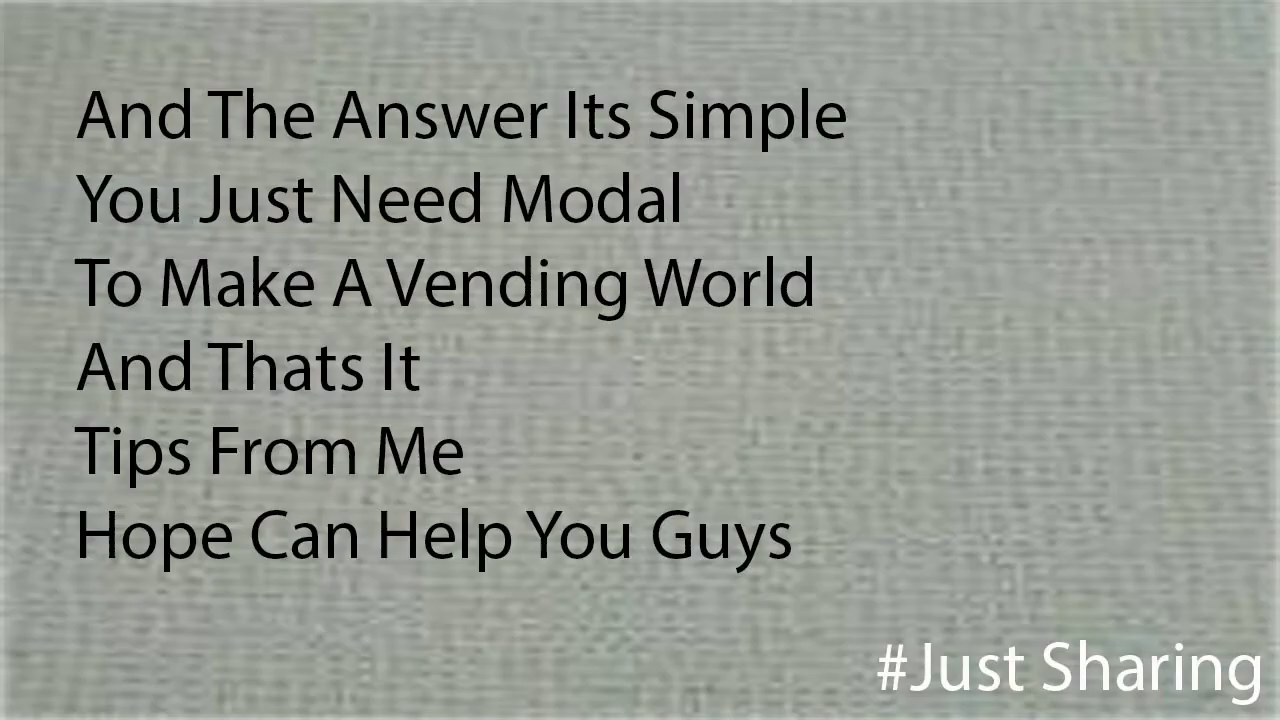 And The Answer Its Simple
You Just Need Modal
To Make A Vending World
And Thats It
Tips From Me
Hope Can Help You Guys
#Just Sharing